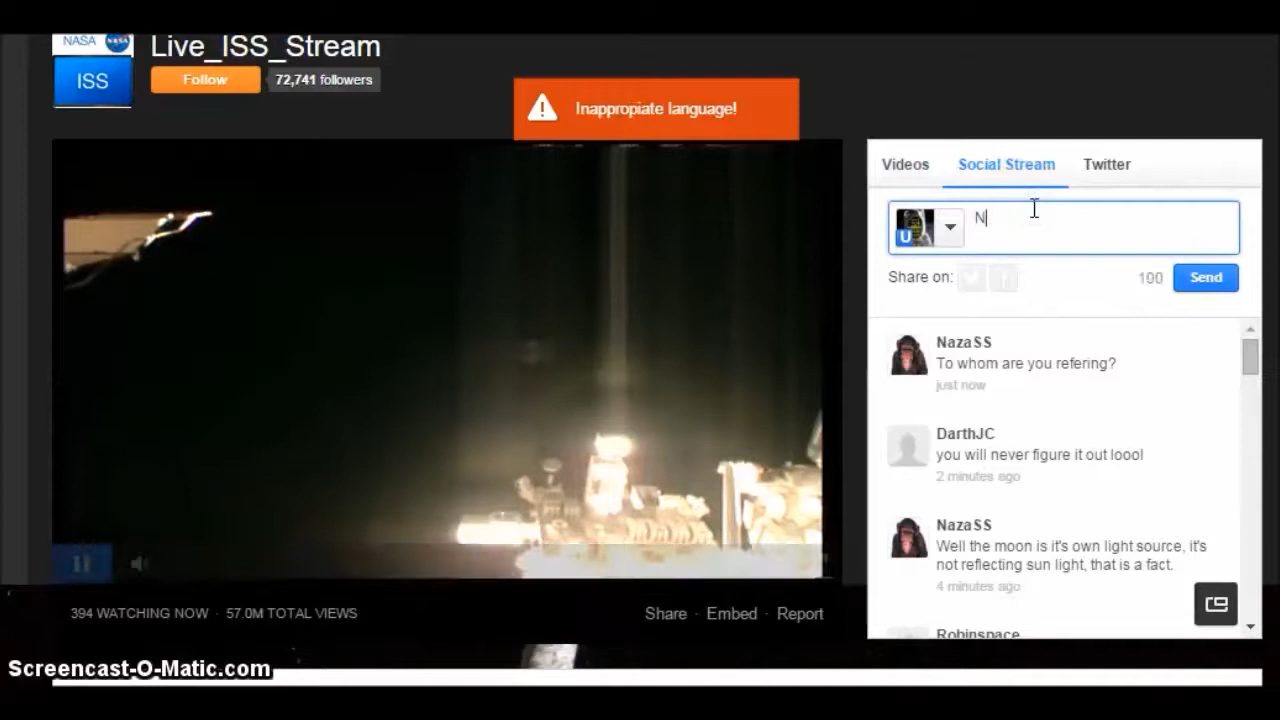 NASA
NASA
Live_ISS_Stream
ISS
Follow
72,741 followers
Inappropiate language!
Videos
Social Stream
Twitter
U
N
Share on:
100
Send
NazaSS
To whom are you refering?
just now
DarthJC
you will never figure it out looo!
2 minutes ago
NazaSS
Well the moon is it's own light source, it's
not reflecting sun light, that is a fact.
4 minutes ago
Robinspace
394 WATCHING NOW · 57.0M TOTAL VIEWS
Share · Embed · Report
Screencast-O-Matic.com